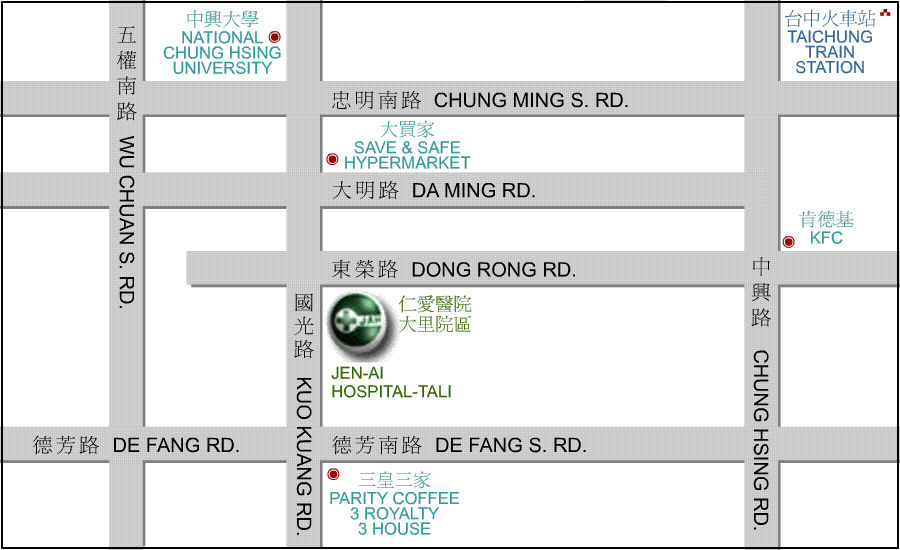 中興大學
NATIONAL
CHUNG HSING
UNIVERSITY
台中火車站
TAICHUNG
TRAIN
STATION
五權南路 WU CHUAN S. RD.
忠明南路 CHUNG MING S. RD.
大買家
SAVE & SAFE
HYPERMARKET
大明路 DA MING RD.
肯德基
KFC
東榮路 DONG RONG RD.
中興路 CHUNG HSING RD.
國光路 KUO KUANG RD.
仁愛醫院
大里院區
JEN-AI
HOSPITAL-TALI
德芳路 DE FANG RD.
德芳南路 DE FANG S. RD.
三皇三家
PARITY COFFEE
3 ROYALTY
3 HOUSE